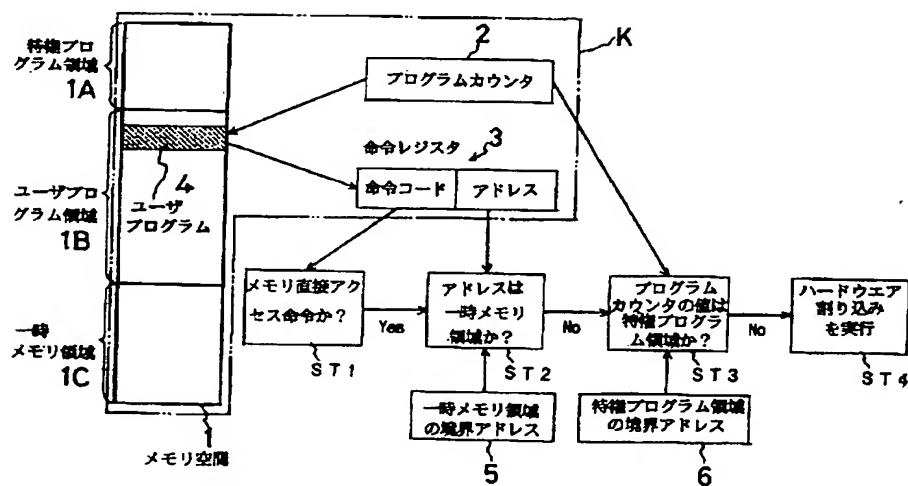 特権プロ
グラム領域
1A
2
K
プログラムカウンタ
命令レジスタ
3
命令コード
アドレス
4
ユーザ
プログラム
ユーザプロ
グラム領域
1B
メモリ直接アク
セス命令か?
Yes
アドレスは
一時メモリ
領域か?
No
プログラム
カウンタの値は
特権プログラ
ム領域か?
No
ハードウエア
割り込み
を実行
ST1
ST2
ST3
ST4
一時
メモリ領域
1C
一時メモリ領域
の境界アドレス
特権プログラム領域
の境界アドレス
1
メモリ空間
5
6